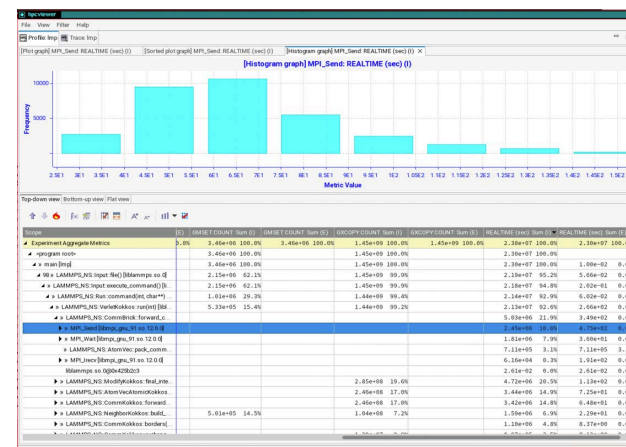 hpcviewer
File View Filter Help
Profile: lmp Trace: lmp
[Plot graph] MPI_Send: REALTIME (sec) (I) [Sorted plot graph] MPI_Send: REALTIME (sec) (I) [Histogram graph] MPI_Send: REALTIME (sec) (I)
[Histogram graph] MPI_Send: REALTIME (sec) (I)
10000
5000
Frequency
2.5E1 3E1 3.5E1 4E1 4.5E1 5E1 5.5E1 6E1 6.5E1 7E1 7.5E1 8E1 8.5E1 9E1 9.5E1 1E2 1.05E2 1.1E2 1.15E2 1.2E2 1.25E2 1.3E2 1.35E2 1.4E2 1.45E2 1.5E2
Metric Value
Top-down view Bottom-up view Flat view
Scope (E) GMSET:COUNT Sum (I) GMSET:COUNT Sum (E) GXCOPY:COUNT Sum (I) GXCOPY:COUNT Sum (E) REALTIME (sec) Sum (I) REALTIME (sec) Sum (E)
Experiment Aggregate Metrics 0.0% 3.46e+06 100.0% 3.46e+06 100.0% 1.45e+09 100.0% 1.45e+09 100.0% 2.30e+07 100.0% 2.30e+07 100.
<program root> 3.46e+06 100.0% 1.45e+09 100.0% 2.30e+07 100.0%
» main [lmp] 3.46e+06 100.0% 1.45e+09 100.0% 2.30e+07 100.0% 1.00e-02 0.
98 » LAMMPS_NS::Input::file() [liblammps.so.0] 2.15e+06 62.1% 1.45e+09 99.9% 2.19e+07 95.2% 5.66e-02 0.
» LAMMPS_NS::Input::execute_command() [li... 2.15e+06 62.1% 1.45e+09 99.9% 2.18e+07 94.8% 2.02e-01 0.
» LAMMPS_NS::Run::command(int, char**) ... 1.01e+06 29.3% 1.44e+09 99.4% 2.14e+07 92.9% 6.02e-02 0.
» LAMMPS_NS::VerletKokkos::run(int) [libl... 5.33e+05 15.4% 1.44e+09 99.2% 2.13e+07 92.6% 2.66e+02 0.
» LAMMPS_NS::CommBrick::forward_c... 5.03e+06 21.9% 3.49e+02 0.
» MPI_Send [libmpi_gnu_91.so.12.0.0] 2.45e+06 10.6% 4.75e+02 0.
» MPI_Wait [libmpi_gnu_91.so.12.0.0] 1.81e+06 7.9% 3.60e+01 0.
» LAMMPS_NS::AtomVec::pack_comm... 7.11e+05 3.1% 7.11e+05 3.
» MPI_Irecv [libmpi_gnu_91.so.12.0.0] 6.16e+04 0.3% 1.91e+02 0.
liblammps.so.0@0x425b2c3 2.61e-02 0.0% 2.61e-02 0.
» LAMMPS_NS::ModifyKokkos::final_inte... 2.85e+08 19.6% 4.72e+06 20.5% 1.13e+02 0.
» LAMMPS_NS::AtomVecAtomicKokkos... 2.46e+08 17.0% 3.44e+06 14.9% 7.25e+01 0.
» LAMMPS_NS::CommKokkos::forward... 2.46e+08 17.0% 3.42e+06 14.8% 6.48e+01 0.
» LAMMPS_NS::NeighborKokkos::build_... 5.01e+05 14.5% 1.04e+08 7.2% 1.59e+06 6.9% 2.29e+01 0.
» LAMMPS_NS::CommKokkos::borders(... 1.10e+06 4.8% 8.37e+00 0.